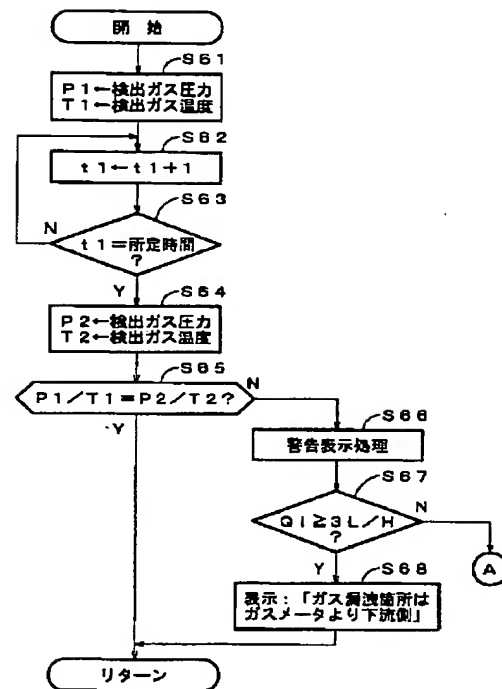 開始
S61
P1←検出ガス圧力
T1←検出ガス温度
S62
t1←t1+1
S63
N
t1=所定時間
?
Y
S64
P2←検出ガス圧力
T2←検出ガス温度
S65
P1/T1=P2/T2?
N
Y
S66
警告表示処理
S67
Qi≧3L/H
?
N
A
Y
S68
表示:「ガス漏洩箇所は
ガスメータより下流側」
リターン